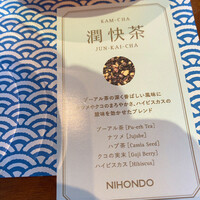 KAM-CHA
潤快茶
JUN-KAI-CHA
プーアル茶の深く香ばしい風味に
ナツメやクコのまろやかさ、ハイビスカスの
酸味を効かせたブレンド
プーアル茶 [Pu-erh Tea]
ナツメ [Jujube]
ハブ茶 [Cassia Seed]
クコの果実 [Goji Berry]
ハイビスカス [Hibiscus]
NIHONDO